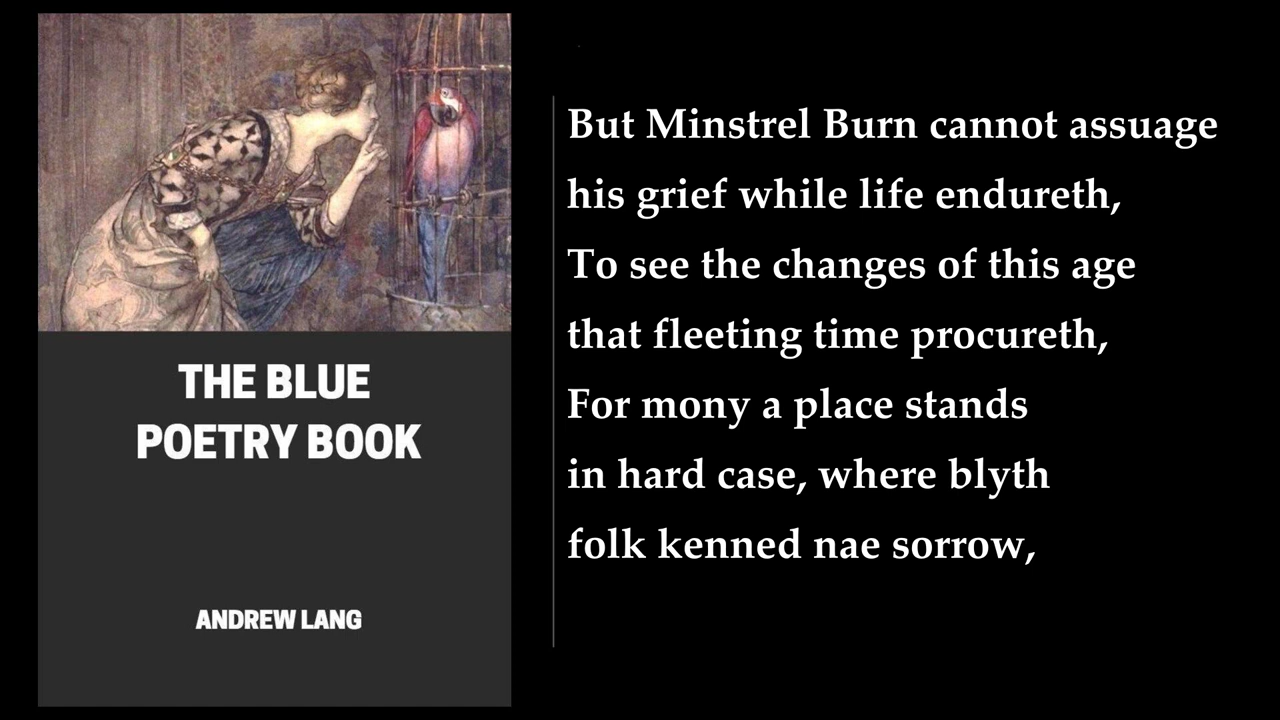 THE BLUE
POETRY BOOK
ANDREW LANG
But Minstrel Burn cannot assuage
his grief while life endureth,
To see the changes of this age
that fleeting time procureth,
For mony a place stands
in hard case, where blyth
folk kenned nae sorrow,